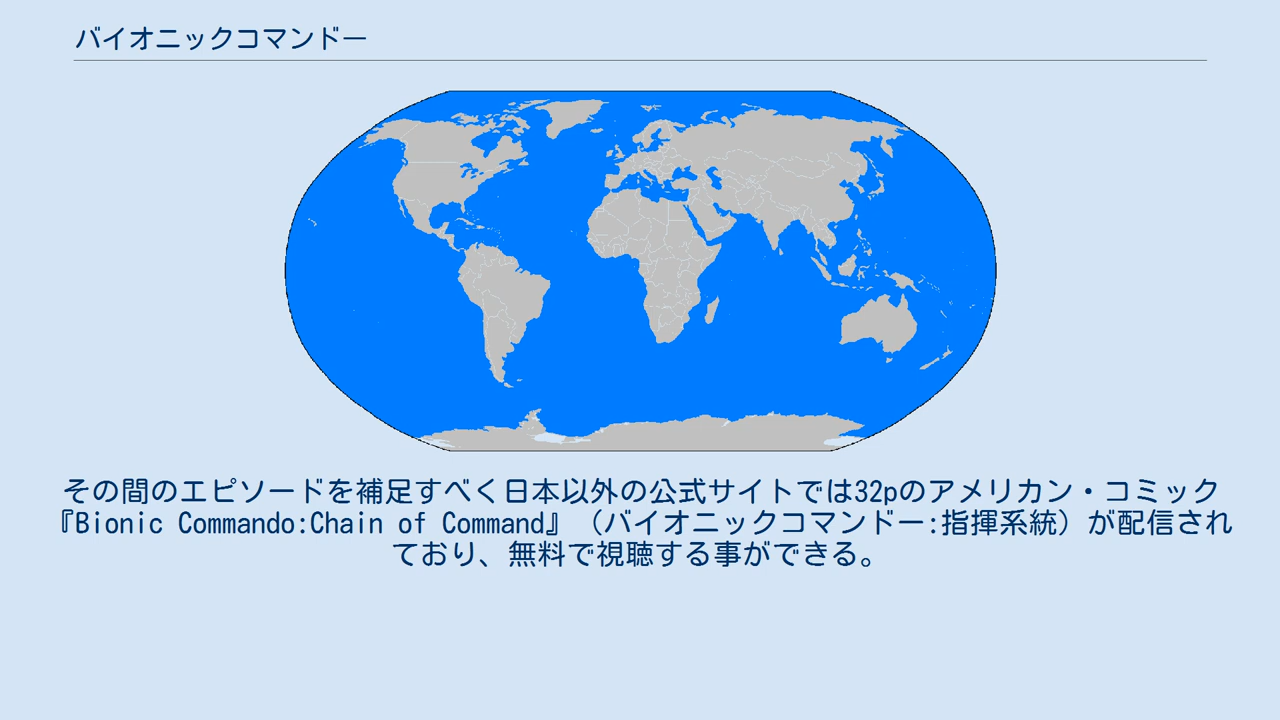 バイオニックコマンドー
その間のエピソードを補足すべく日本以外の公式サイトでは32pのアメリカン・コミック
『Bionic Commando:Chain of Command』（バイオニックコマンドー:指揮系統）が配信され
ており、無料で視聴する事ができる。